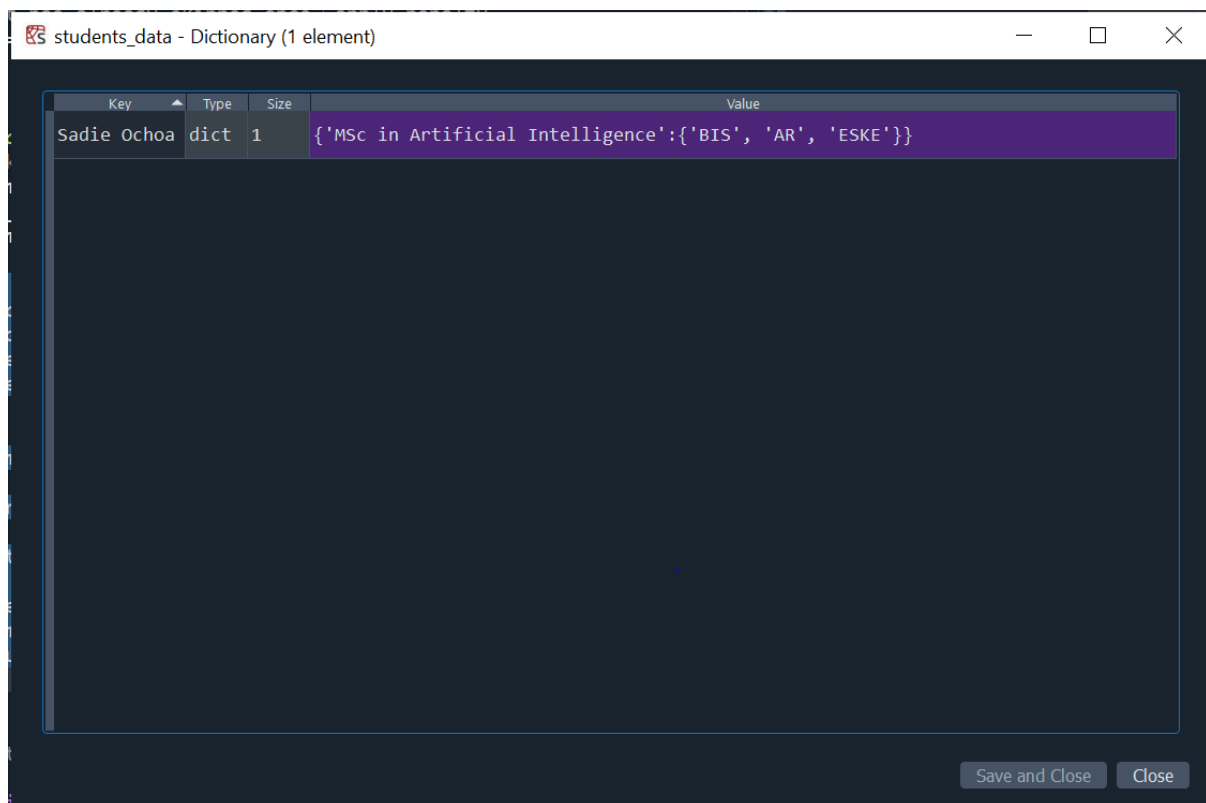 students_data - Dictionary (1 element)
Key Type Size Value
Sadie Ochoa dict 1 {'MSc in Artificial Intelligence':{'BIS', 'AR', 'ESKE'}}
Save and Close Close